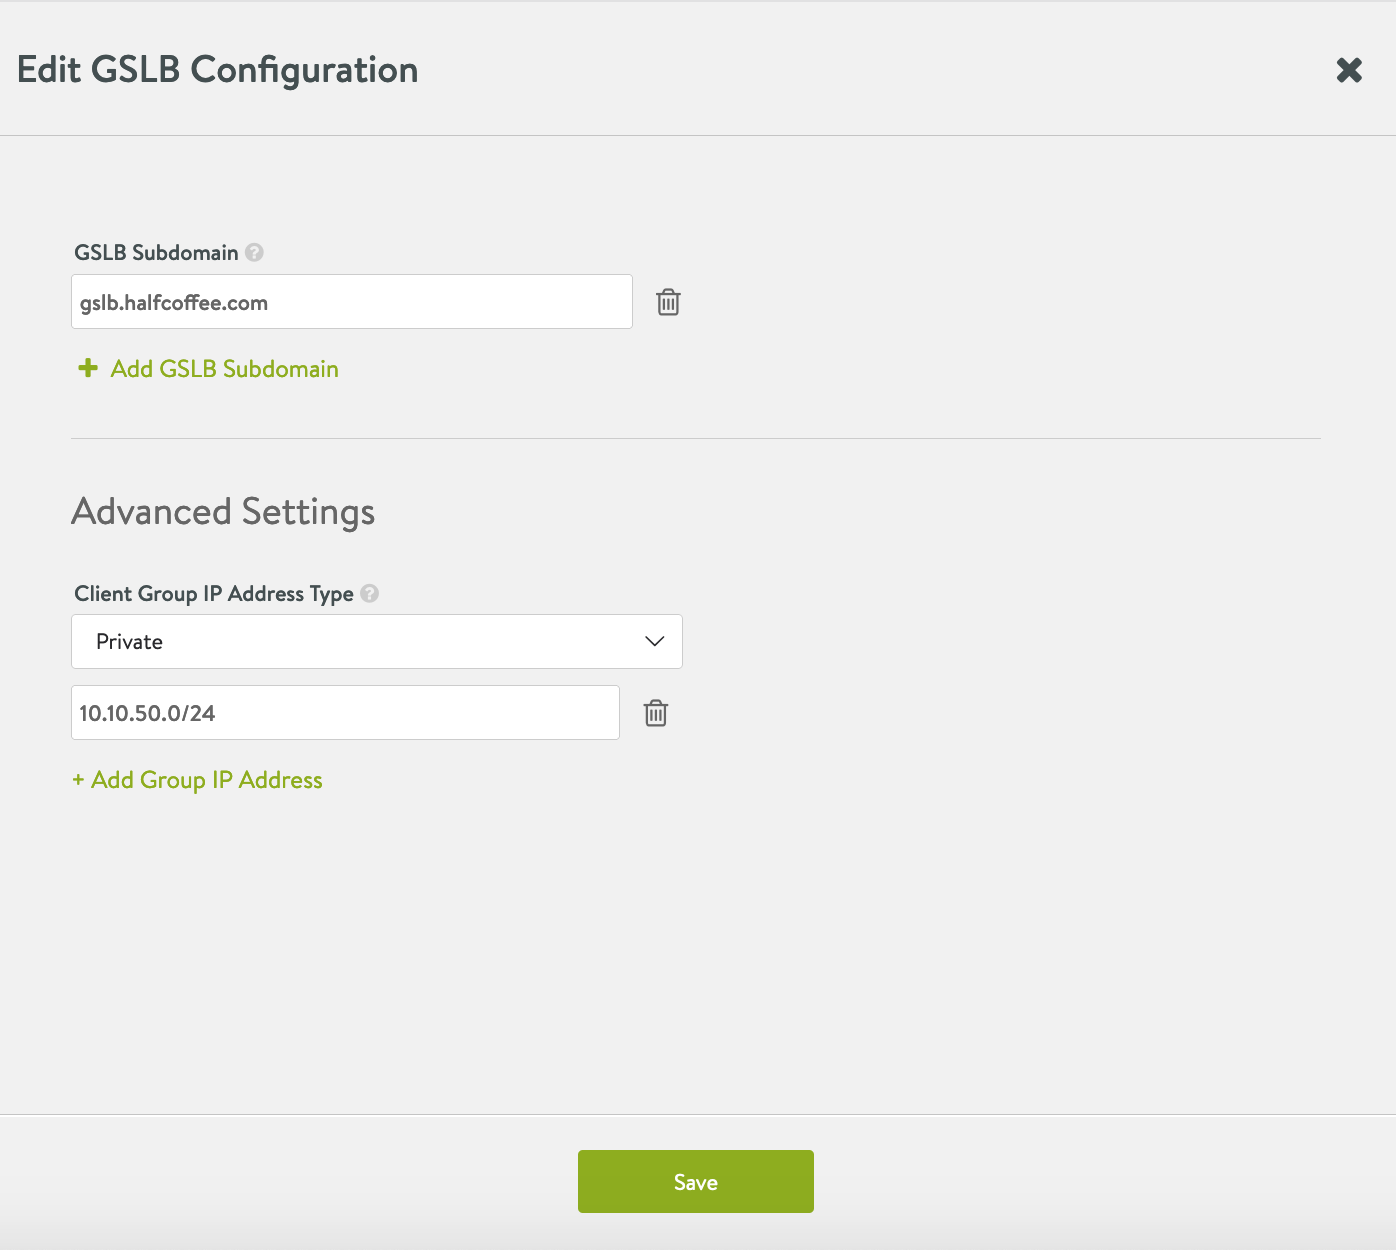 Edit GSLB Configuration
GSLB Subdomain ?
gslb.halfcoffee.com
+ Add GSLB Subdomain
Advanced Settings
Client Group IP Address Type ?
Private
10.10.50.0/24
+ Add Group IP Address
Save